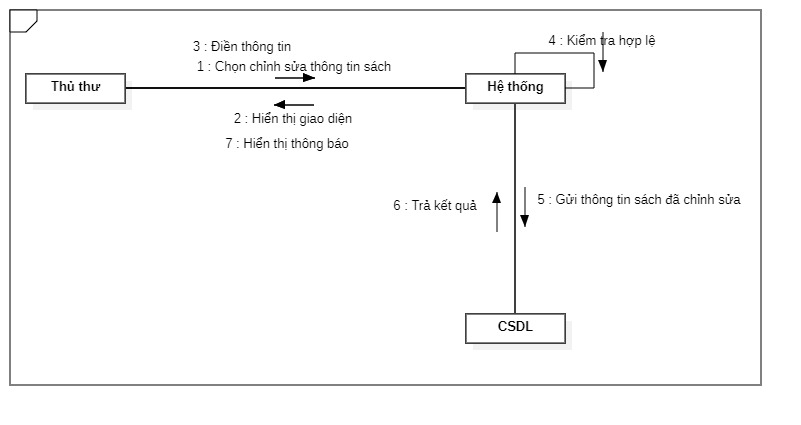 4 : Kiểm tra hợp lệ
3 : Điền thông tin
1 : Chọn chỉnh sửa thông tin sách
Thủ thư
Hệ thống
2 : Hiển thị giao diện
7 : Hiển thị thông báo
6 : Trả kết quả
5 : Gửi thông tin sách đã chỉnh sửa
CSDL